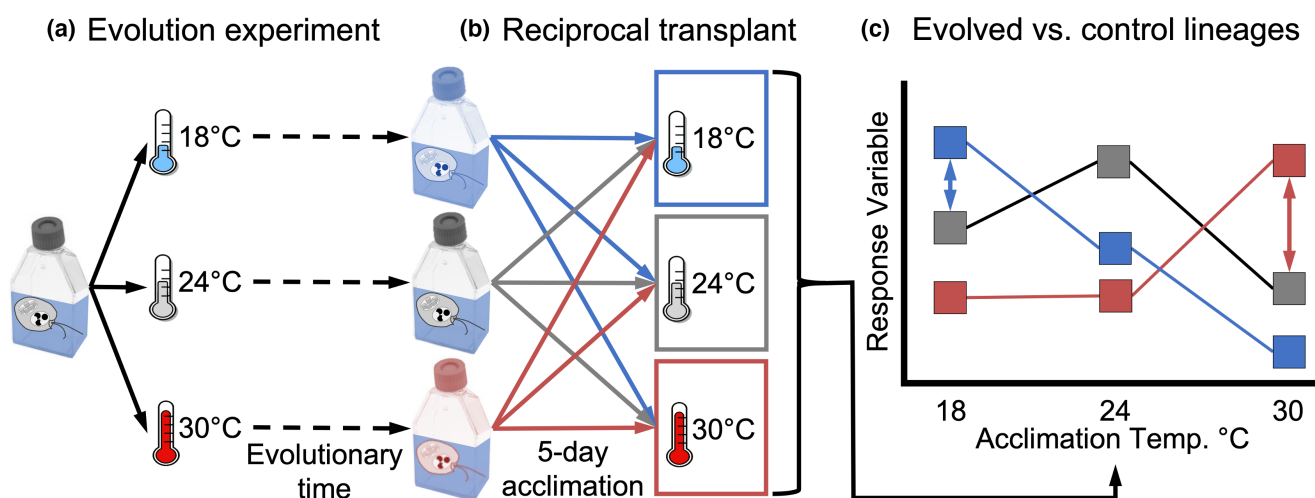 (a) Evolution experiment
18°C
24°C
30°C
Evolutionary
time
(b) Reciprocal transplant
18°C
24°C
30°C
5-day
acclimation
(c) Evolved vs. control lineages
Response Variable
18 24 30
Acclimation Temp. °C